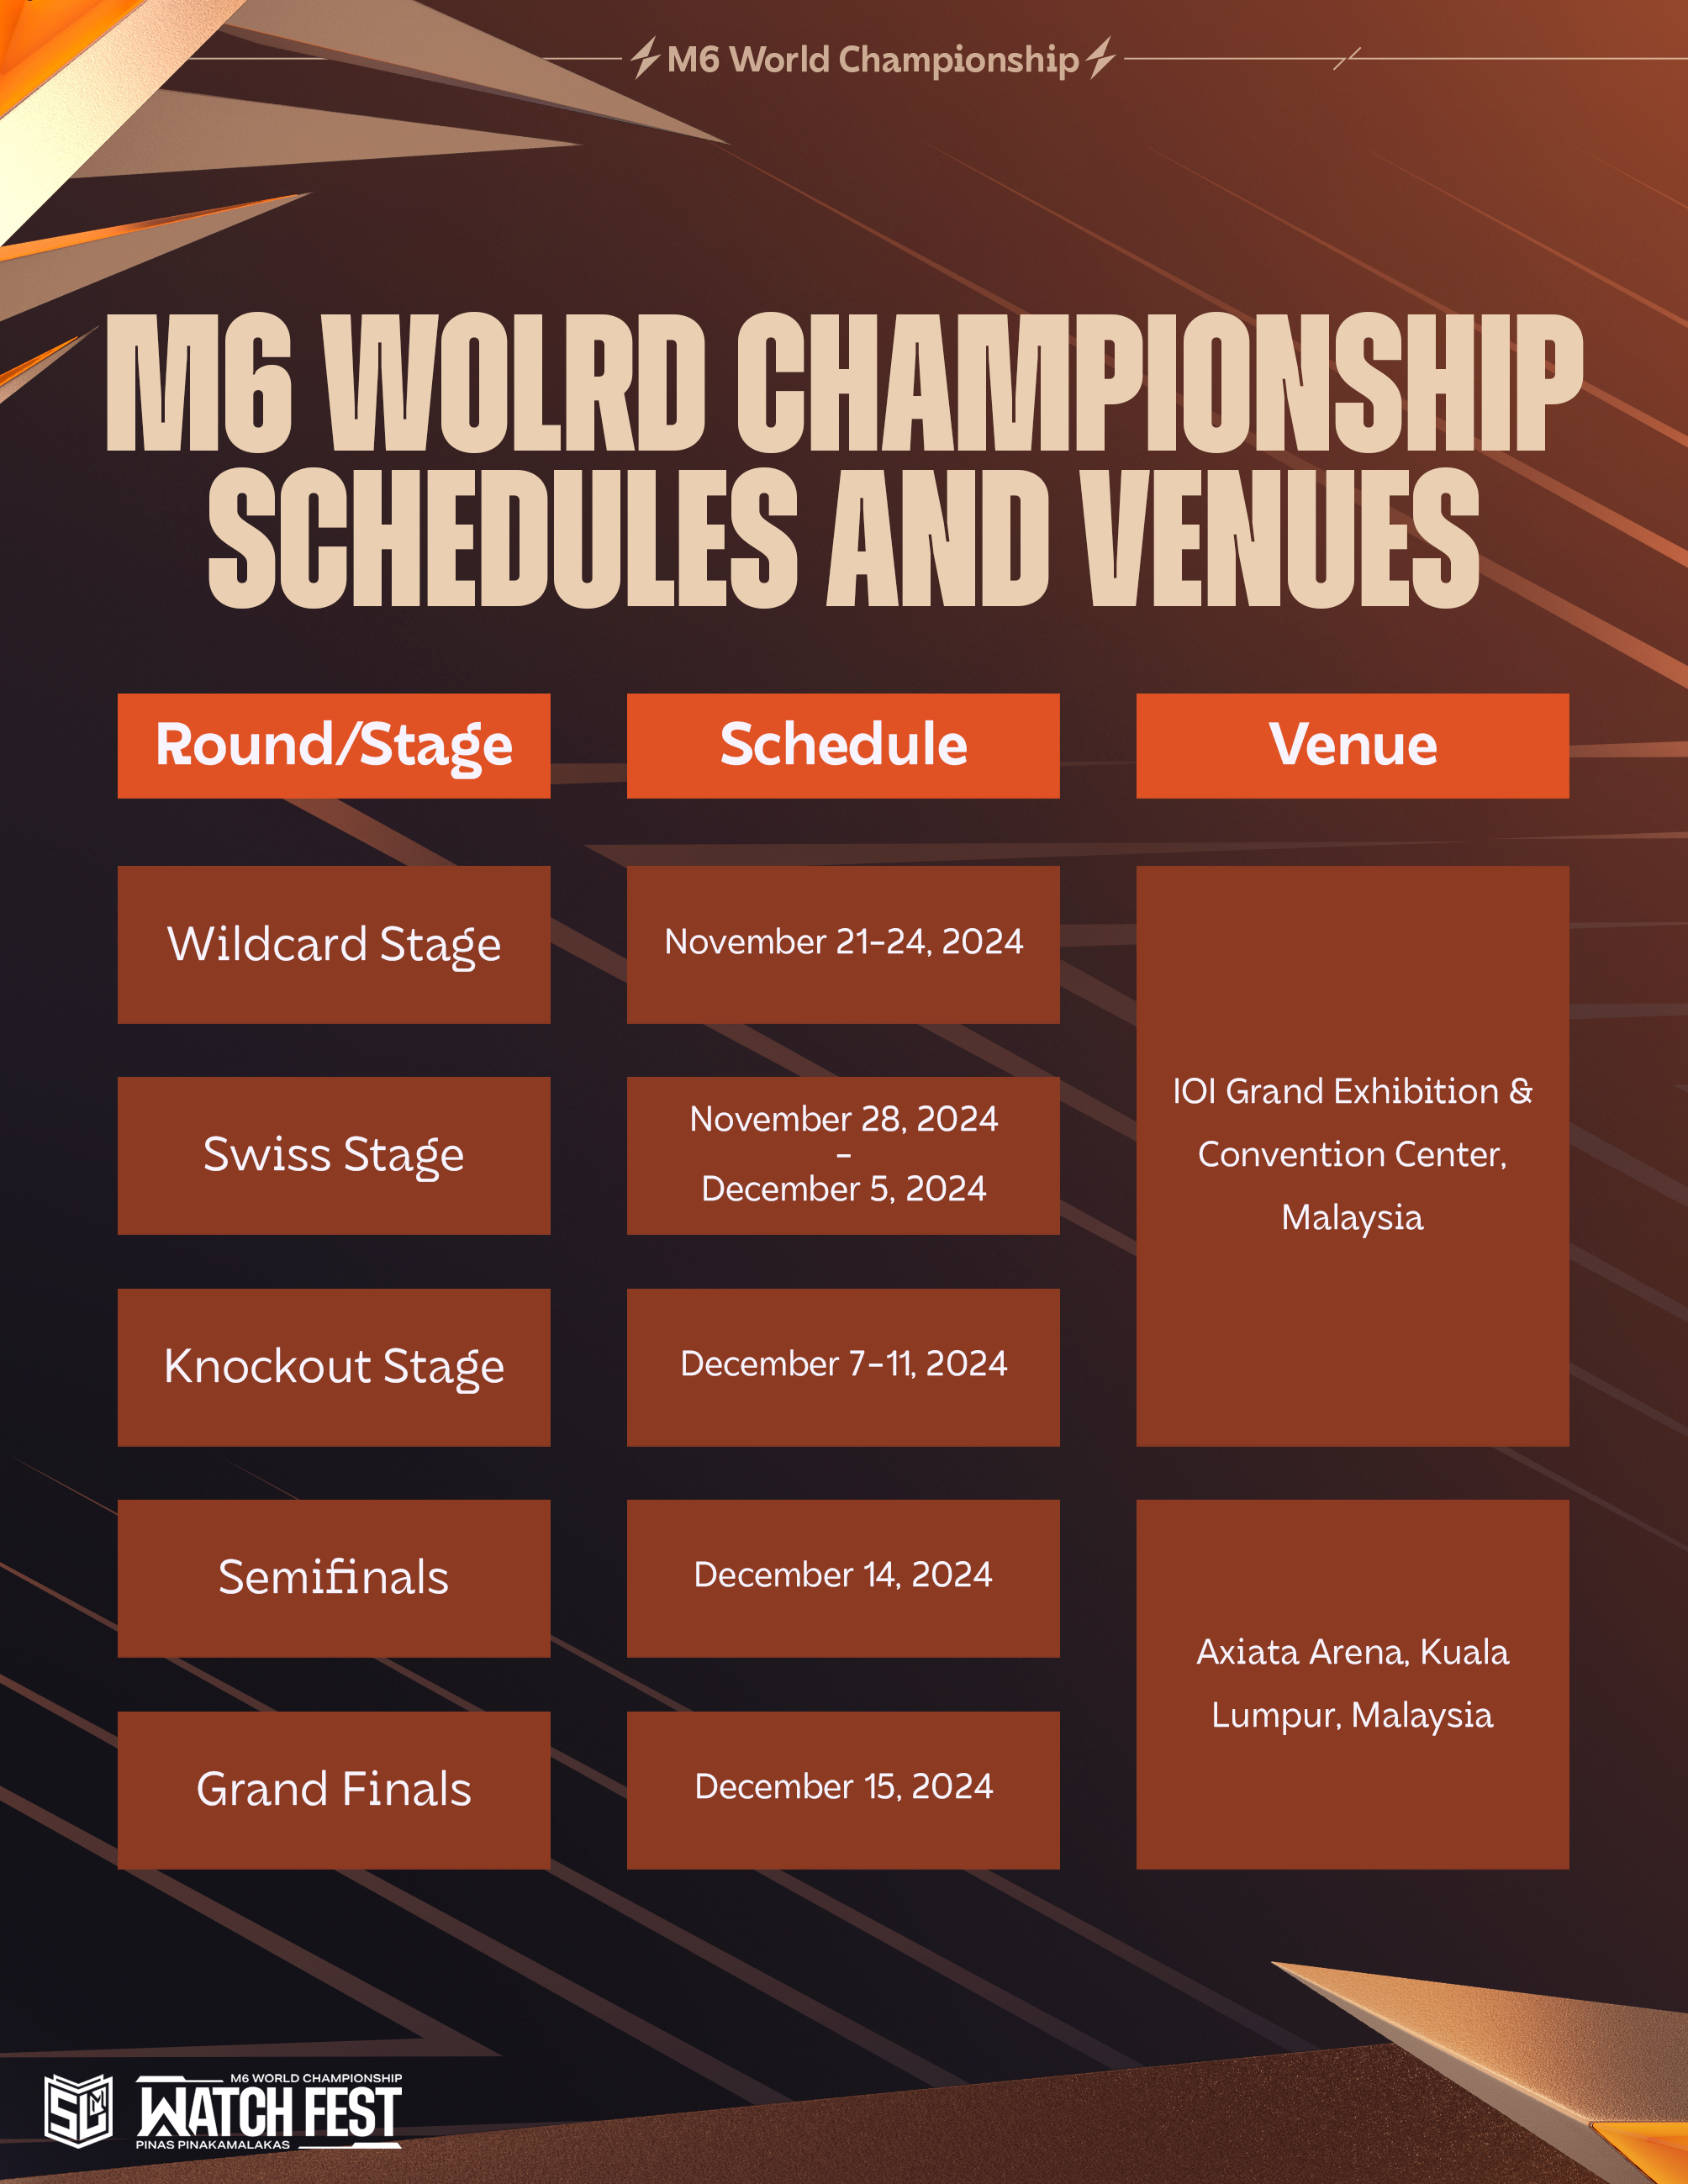 M6 World Championship
M6 WOLRD CHAMPIONSHIP
SCHEDULES AND VENUES
Round/Stage
Schedule
Venue
Wildcard Stage
November 21-24, 2024
Swiss Stage
November 28, 2024
-
December 5, 2024
Knockout Stage
December 7-11, 2024
IOI Grand Exhibition &
Convention Center,
Malaysia
Semifinals
December 14, 2024
Grand Finals
December 15, 2024
Axiata Arena, Kuala
Lumpur, Malaysia
M6 WORLD CHAMPIONSHIP
WATCH FEST
PINAS PINAKAMALAKAS